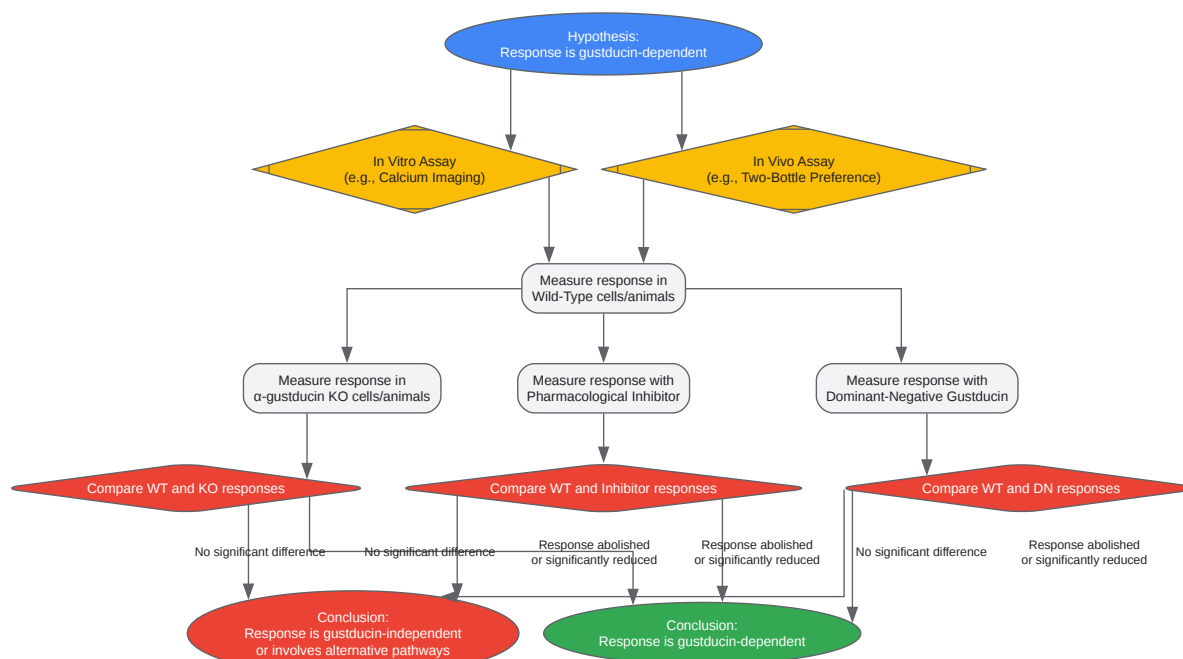 Hypothesis:
Response is gustducin-dependent
In Vitro Assay
(e.g., Calcium Imaging)
In Vivo Assay
(e.g., Two-Bottle Preference)
Measure response in
Wild-Type cells/animals
Measure response in
α-gustducin KO cells/animals
Measure response with
Pharmacological Inhibitor
Measure response with
Dominant-Negative Gustducin
Compare WT and KO responses
Compare WT and Inhibitor responses
Compare WT and DN responses
No significant difference
No significant difference
Response abolished
or significantly reduced
Response abolished
or significantly reduced
No significant difference
Response abolished
or significantly reduced
Conclusion:
Response is gustducin-independent
or involves alternative pathways
Conclusion:
Response is gustducin-dependent